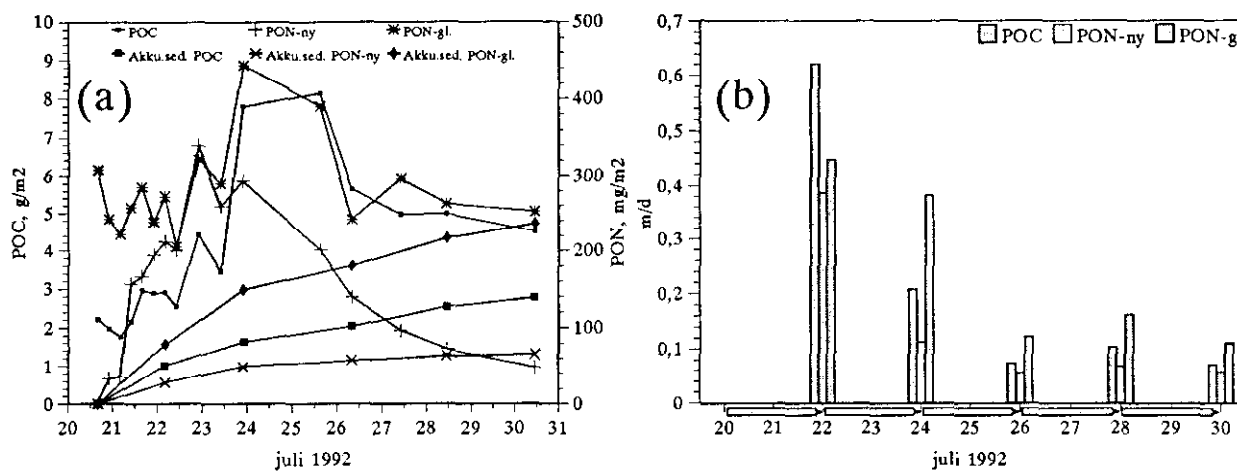 POC PON-ny PON-gl.
Akku.sed. POC Akku.sed. PON-ny Akku.sed. PON-gl.
(a)
POC, g/m2
10
9
8
7
6
5
4
3
2
1
0
PON, mg/m2
500
400
300
200
100
0
20 21 22 23 24 25 26 27 28 29 30 31
juli 1992
POC PON-ny PON-g
(b)
m/d
0,7
0,6
0,5
0,4
0,3
0,2
0,1
0
20 21 22 23 24 25 26 27 28 29 30
juli 1992